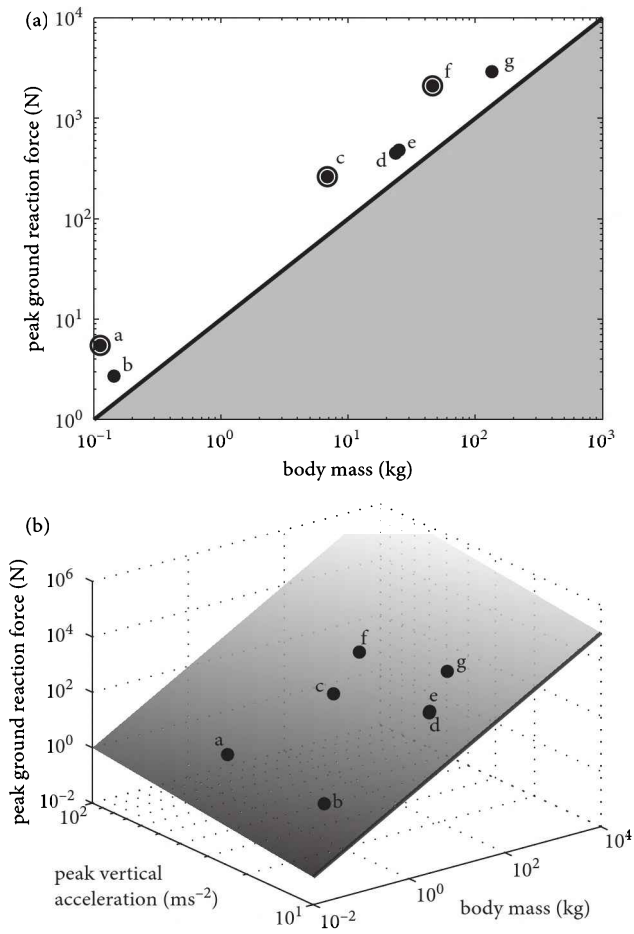 (a)
10⁴
10³
10²
10¹
10⁰
peak ground reaction force (N)
a
b
c
d
e
f
g
10⁻¹ 10⁰ 10¹ 10² 10³
body mass (kg)
(b)
10⁶
10⁴
10²
10⁰
10⁻²
peak ground reaction force (N)
f
g
c
e
d
a
b
10²
10¹
peak vertical
acceleration (ms⁻²)
10⁻²
10⁰
10²
10⁴
body mass (kg)